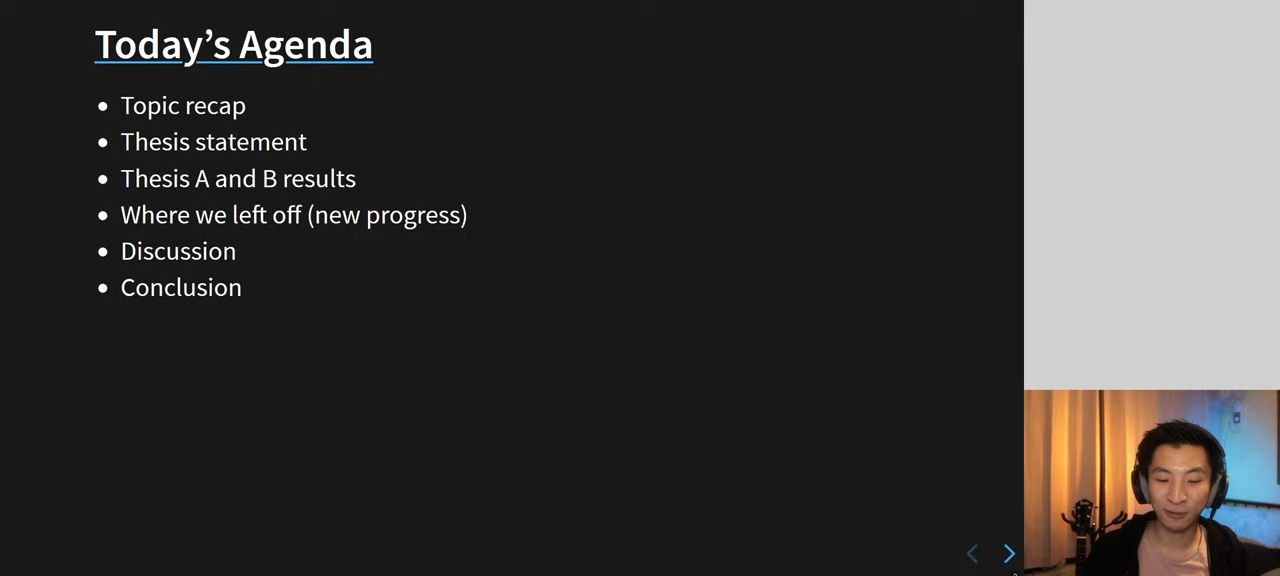 Today’s Agenda
Topic recap
Thesis statement
Thesis A and B results
Where we left off (new progress)
Discussion
Conclusion